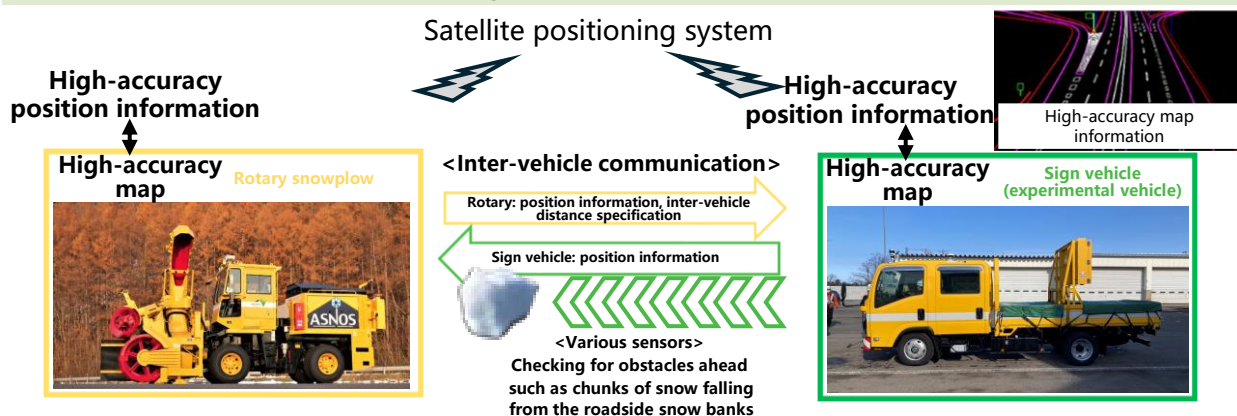 Satellite positioning system
High-accuracy
position information
High-accuracy
map
Rotary snowplow
ASNOS
<Inter-vehicle communication>
Rotary: position information, inter-vehicle
distance specification
Sign vehicle: position information
<Various sensors>
Checking for obstacles ahead
such as chunks of snow falling
from the roadside snow banks
High-accuracy
position information
High-accuracy map
information
High-accuracy
map
Sign vehicle
(experimental vehicle)